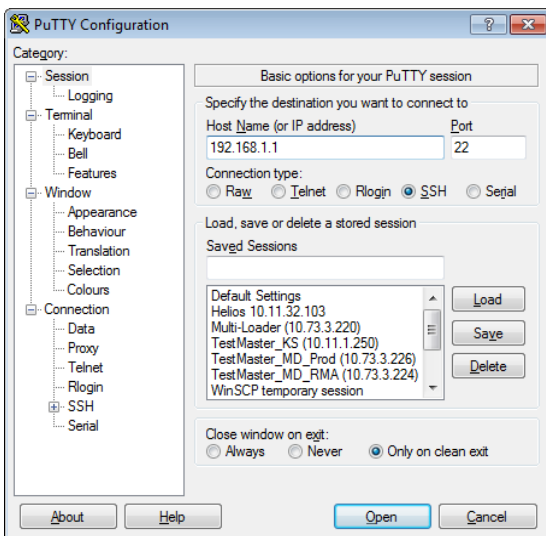 PuTTY Configuration
Category:
Session
Logging
Terminal
Keyboard
Bell
Features
Window
Appearance
Behaviour
Translation
Selection
Colours
Connection
Data
Proxy
Telnet
Rlogin
SSH
Serial
Basic options for your PuTTY session
Specify the destination you want to connect to
Host Name (or IP address) Port
192.168.1.1 22
Connection type:
Raw Telnet Rlogin SSH Serial
Load, save or delete a stored session
Saved Sessions
Default Settings
Helios 10.11.32.103
Multi-Loader (10.73.3.220)
TestMaster_KS (10.11.1.250)
TestMaster_MD_Prod (10.73.3.226)
TestMaster_MD_RMA (10.73.3.224)
WinSCP temporary session
Load
Save
Delete
Close window on exit:
Always Never Only on clean exit
About Help Open Cancel